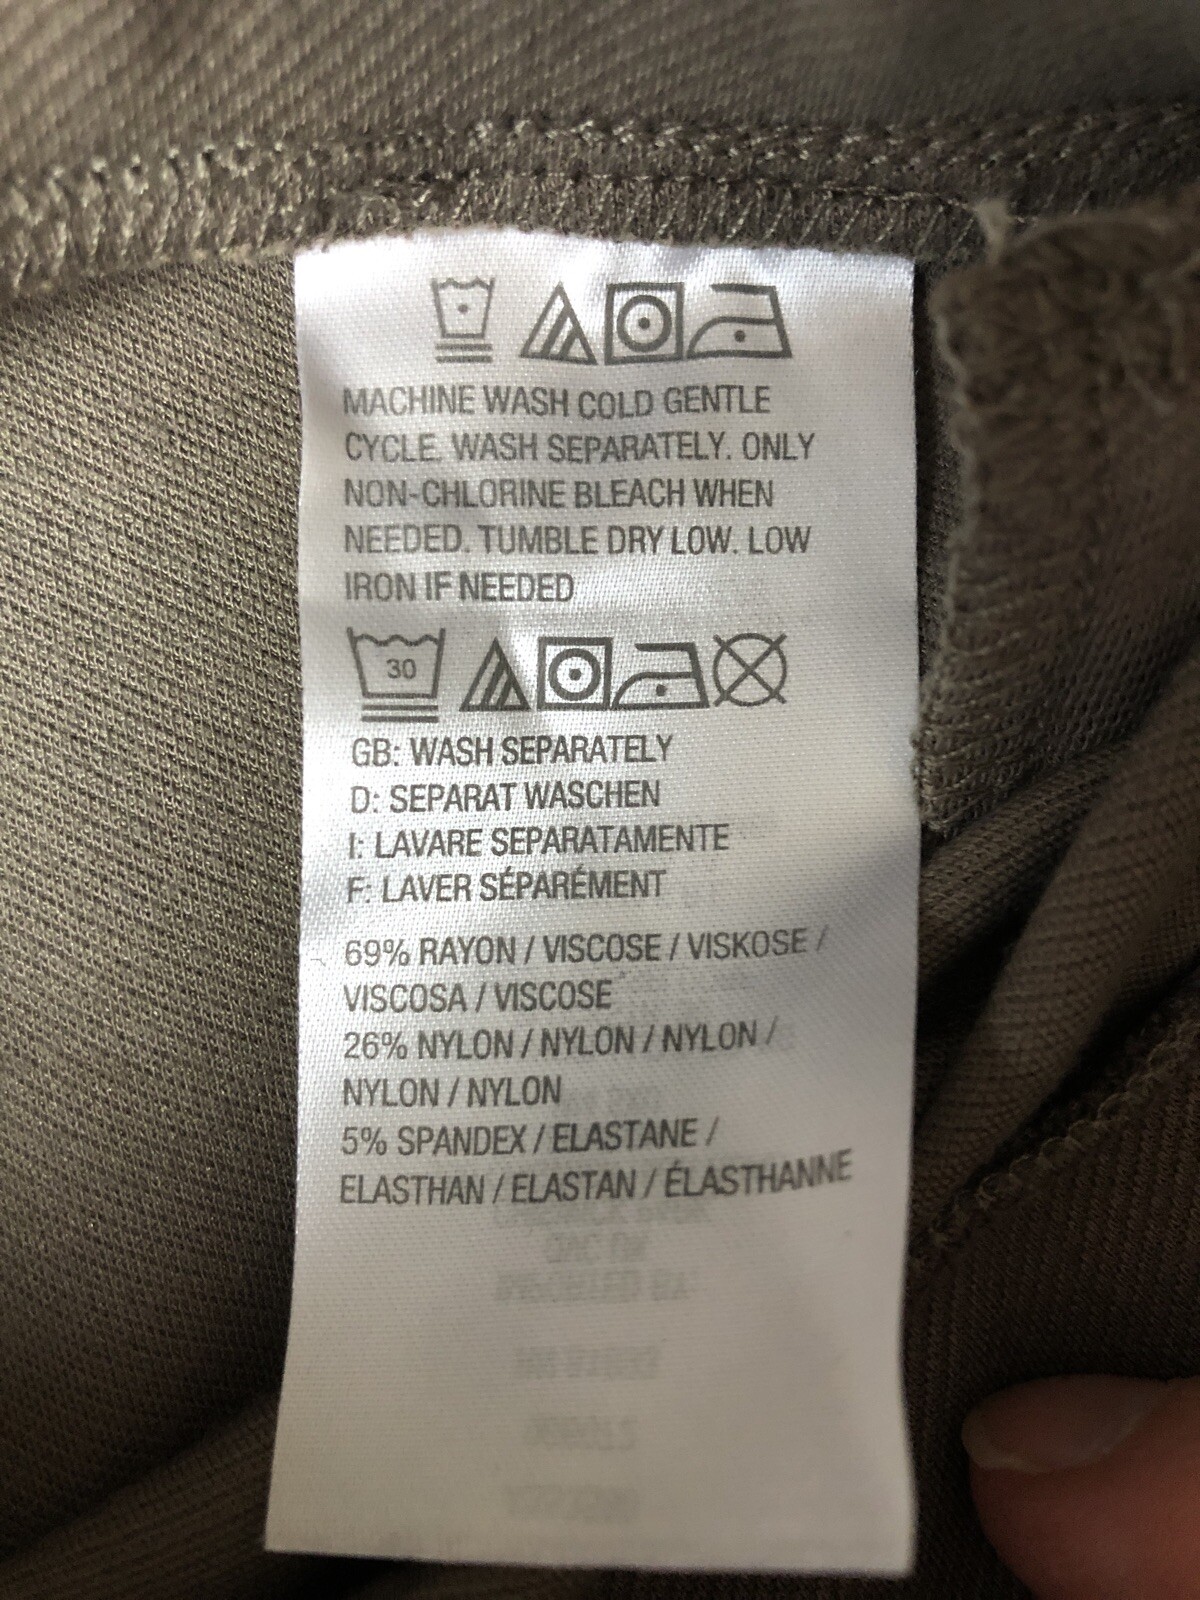 MACHINE WASH COLD GENTLE
CYCLE. WASH SEPARATELY. ONLY
NON-CHLORINE BLEACH WHEN
NEEDED. TUMBLE DRY LOW. LOW
IRON IF NEEDED
30
GB: WASH SEPARATELY
D: SEPARAT WASCHEN
I: LAVARE SEPARATAMENTE
F: LAVER SÉPARÉMENT
69% RAYON / VISCOSE / VISKOSE /
VISCOSA / VISCOSE
26% NYLON / NYLON / NYLON /
NYLON / NYLON
5% SPANDEX / ELASTANE /
ELASTHAN / ELASTAN / ÉLASTHANNE